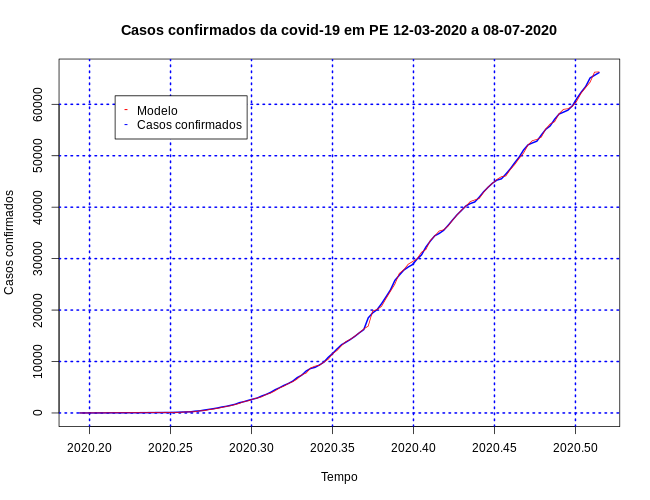 Casos confirmados da covid-19 em PE 12-03-2020 a 08-07-2020
Modelo
Casos confirmados
Casos confirmados
60000
50000
40000
30000
20000
10000
0
2020.20 2020.25 2020.30 2020.35 2020.40 2020.45 2020.50
Tempo